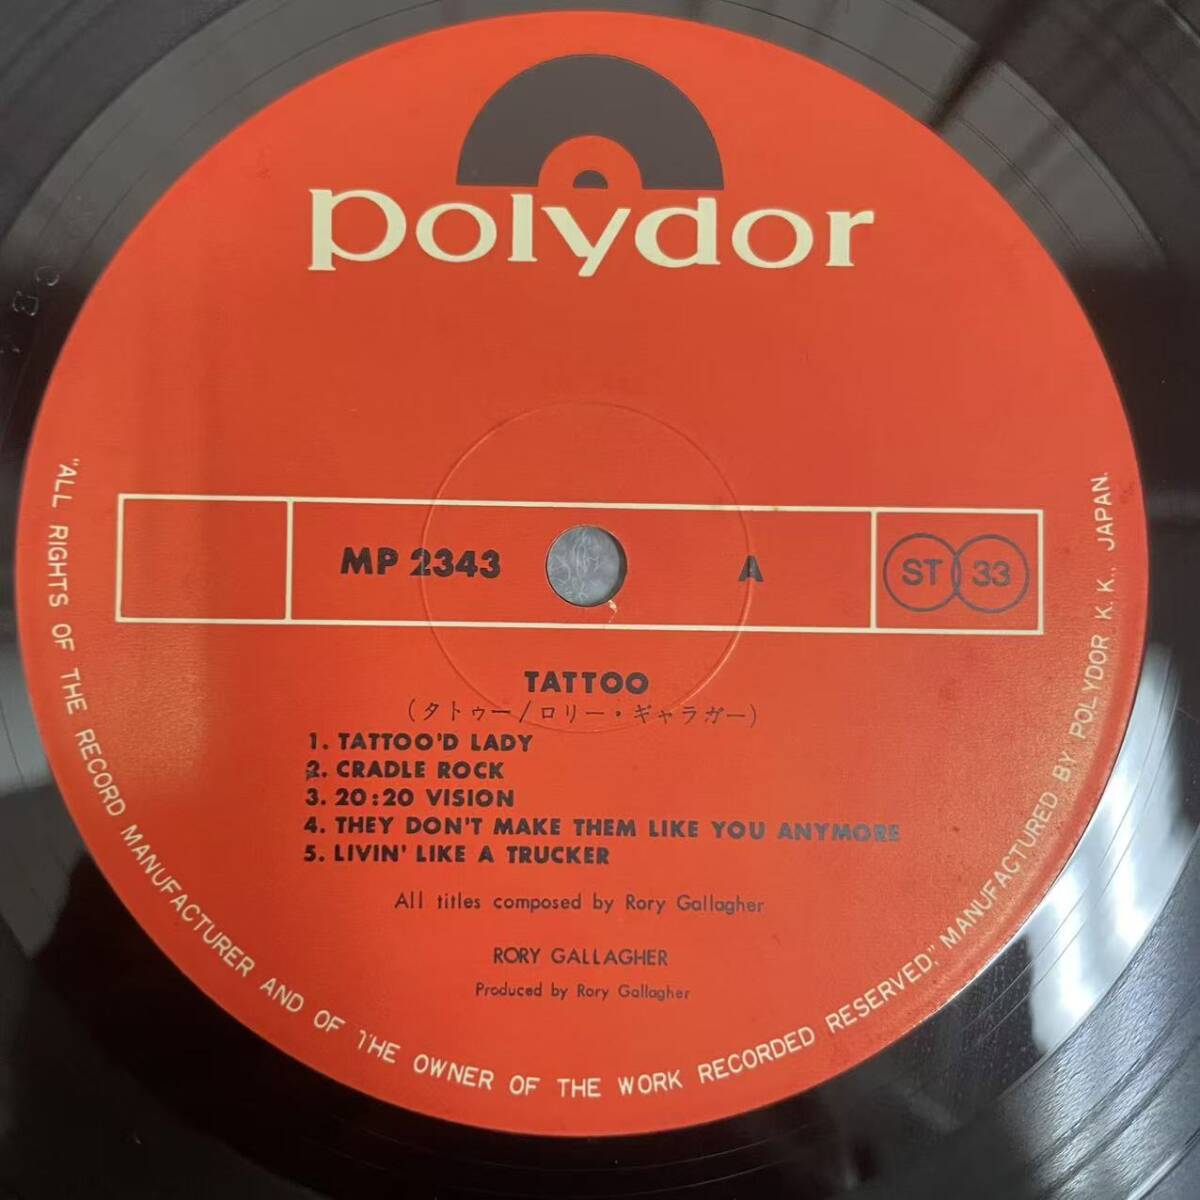 polydor
MP 2343
A
ST 33
TATTOO
(タトゥー/ロリー・ギャラガー)
1. TATTOO'D LADY
2. CRADLE ROCK
3. 20:20 VISION
4. THEY DON'T MAKE THEM LIKE YOU ANYMORE
5. LIVIN' LIKE A TRUCKER
All titles composed by Rory Gallagher
RORY GALLAGHER
Produced by Rory Gallagher
"ALL RIGHTS OF THE RECORD MANUFACTURER AND OF THE OWNER OF THE WORK RECORDED RESERVED," MANUFACTURED BY POLYDOR K. K., JAPAN.